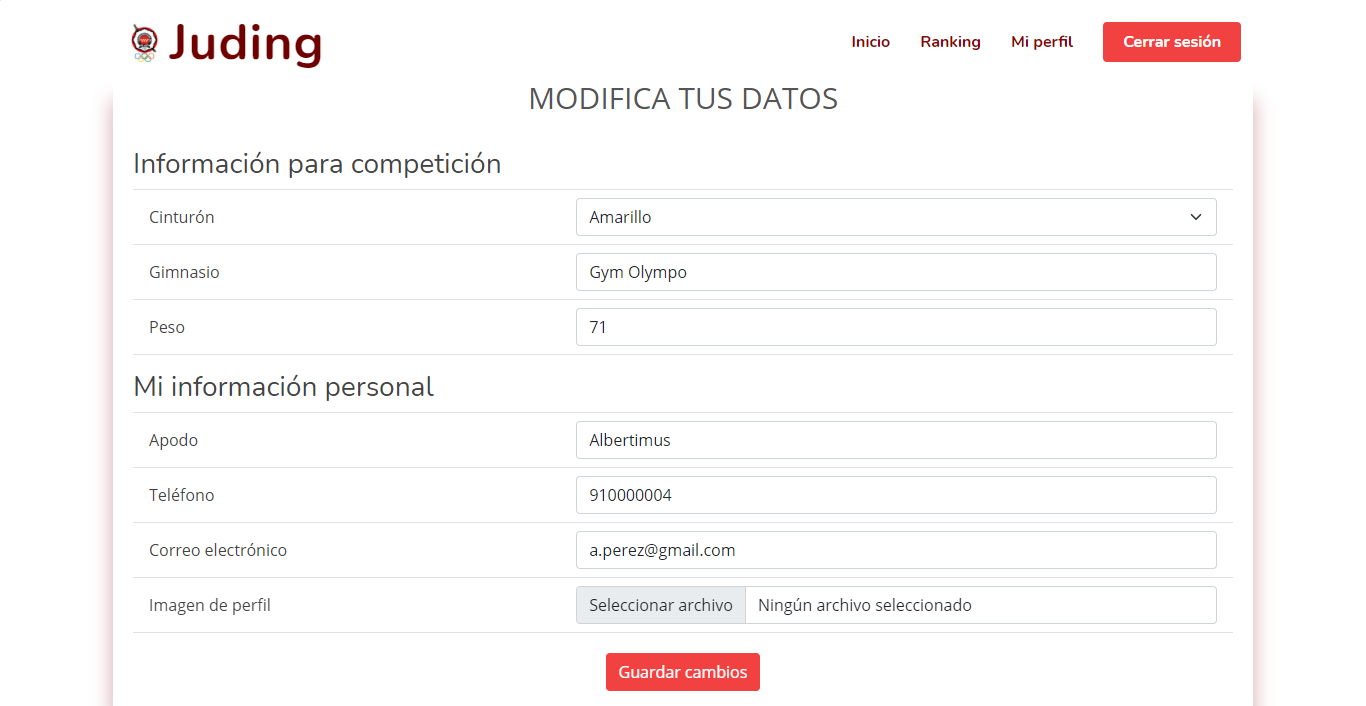 Juding
Inicio Ranking Mi perfil Cerrar sesión
MODIFICA TUS DATOS
Información para competición
Cinturón Amarillo
Gimnasio Gym Olympo
Peso 71
Mi información personal
Apodo Albertimus
Teléfono 910000004
Correo electrónico a.perez@gmail.com
Imagen de perfil Seleccionar archivo Ningún archivo seleccionado
Guardar cambios